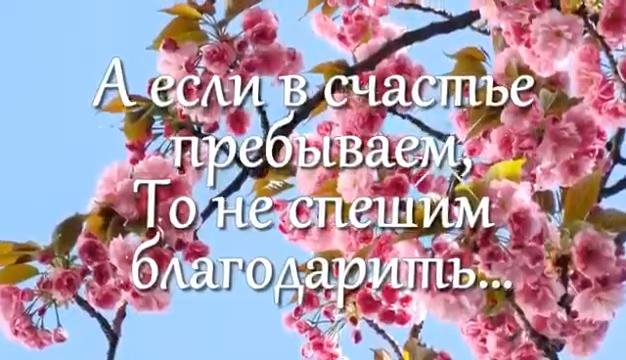 А если в счастье
пребываем,
То не спешим
благодарить...